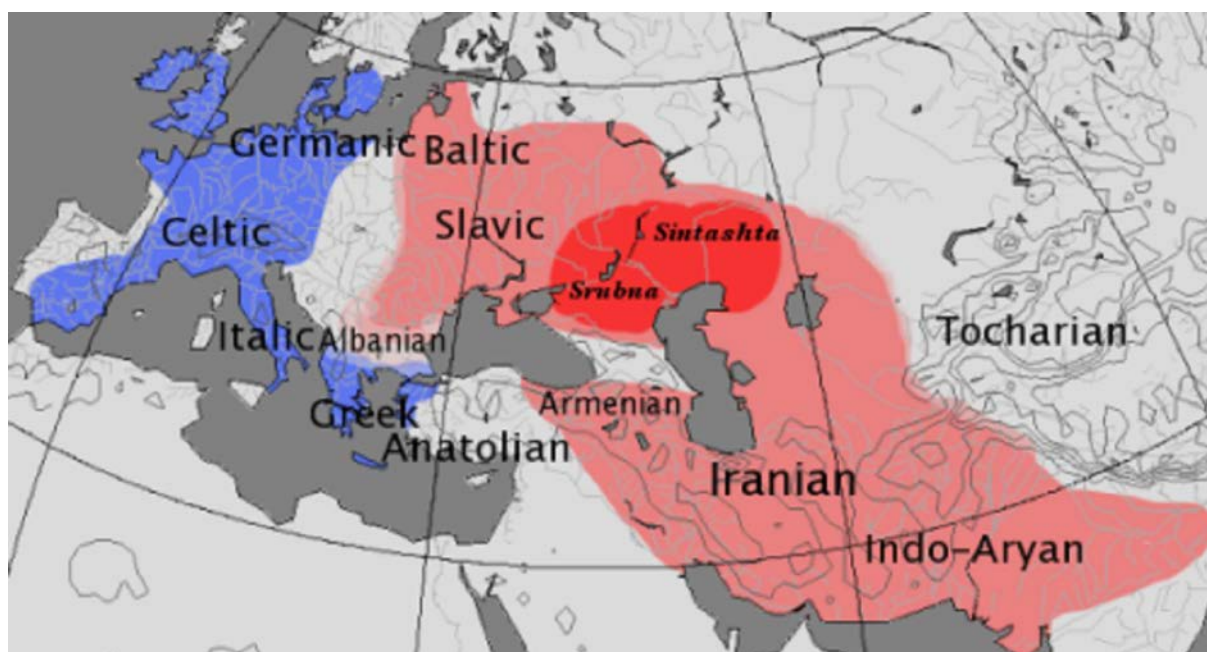 Germanic
Baltic
Celtic
Slavic
Sintashta
Srubna
Italic
Albanian
Tocharian
Greek
Armenian
Anatolian
Iranian
Indo-Aryan